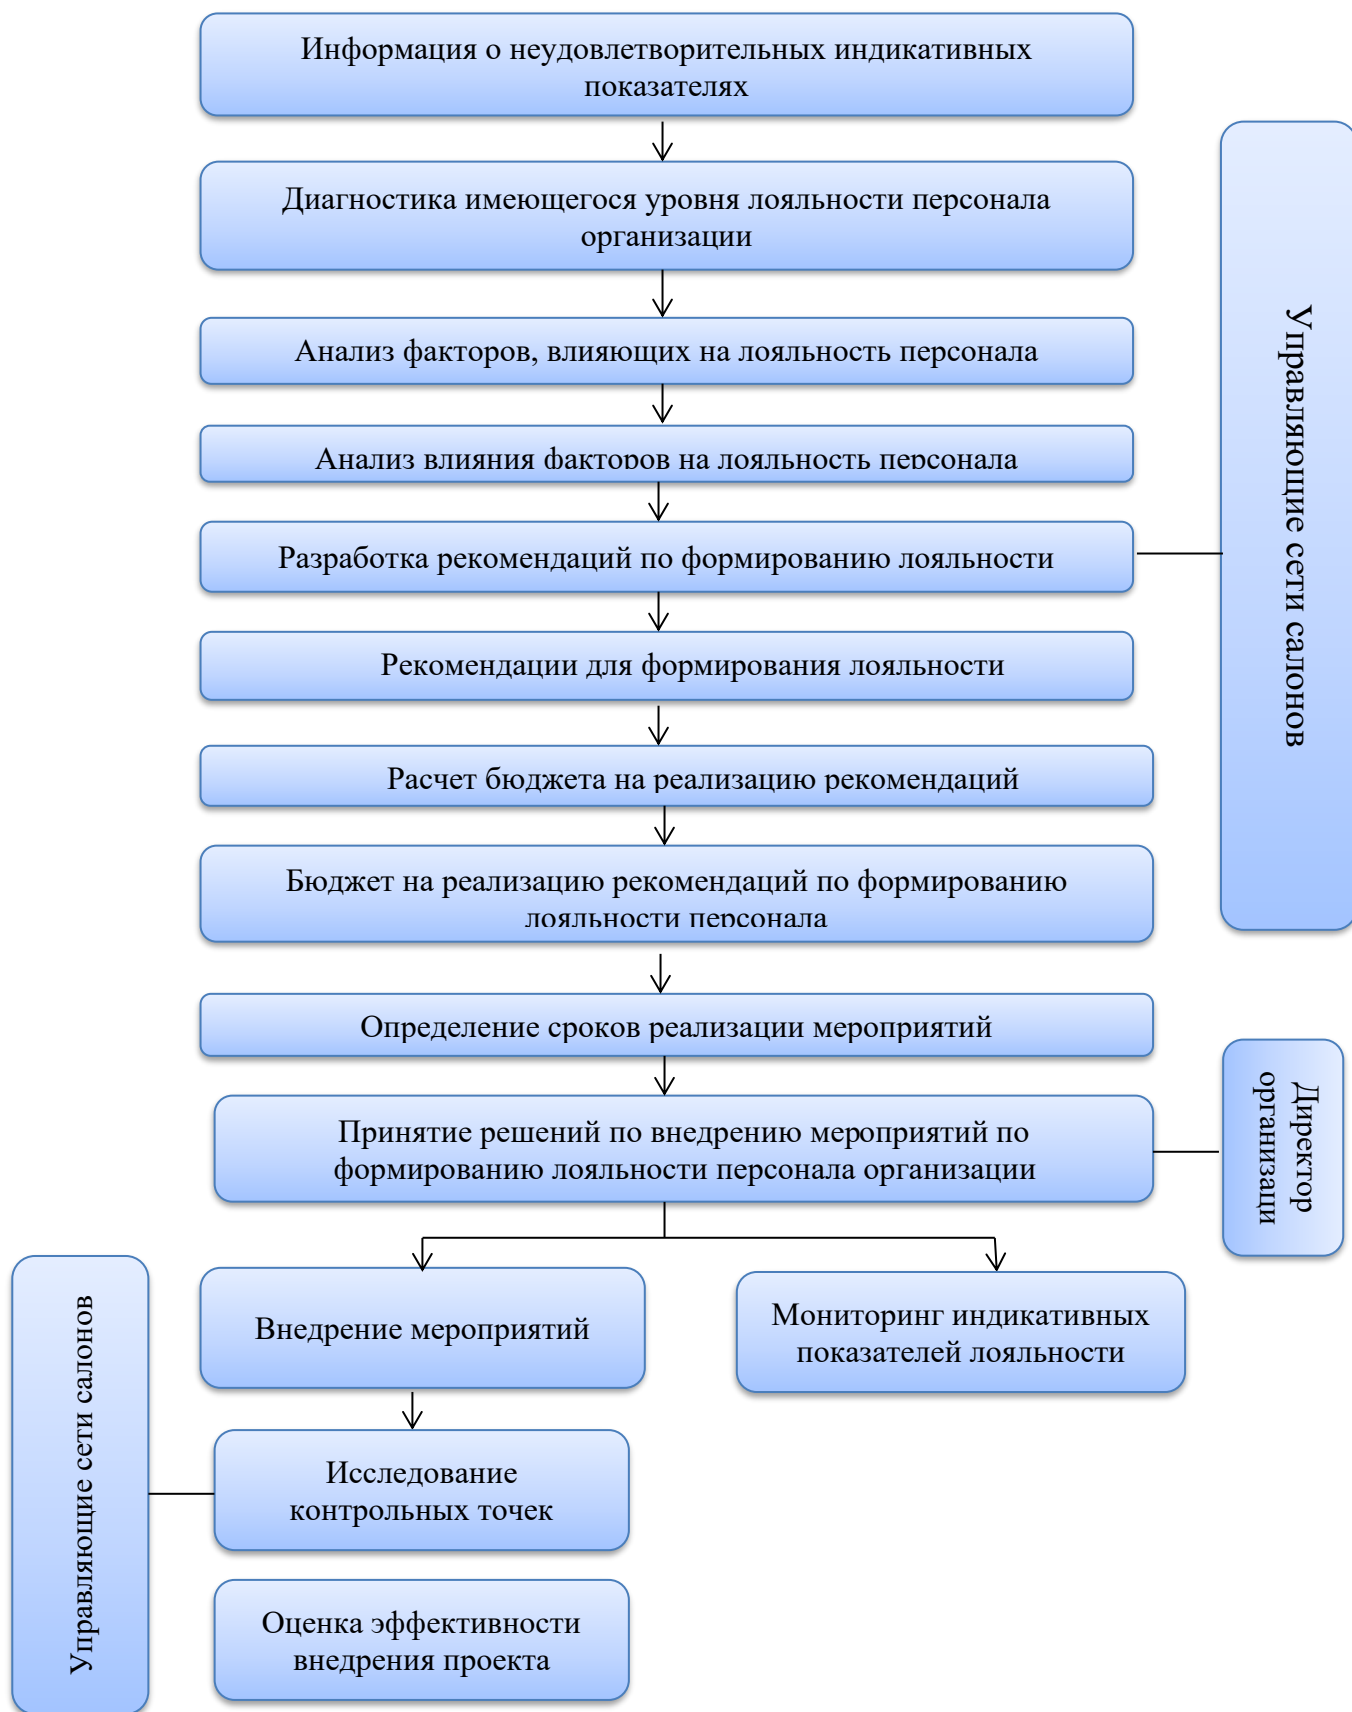 Информация о неудовлетворительных индикативных
показателях
Диагностика имеющегося уровня лояльности персонала
организации
Анализ факторов, влияющих на лояльность персонала
Анализ влияния факторов на лояльность персонала
Разработка рекомендаций по формированию лояльности
Рекомендации для формирования лояльности
Расчет бюджета на реализацию рекомендаций
Бюджет на реализацию рекомендаций по формированию
лояльности персонала
Управляющие сети салонов
Определение сроков реализации мероприятий
Принятие решений по внедрению мероприятий по
формированию лояльности персонала организации
Директор
организаци
Внедрение мероприятий
Мониторинг индикативных
показателей лояльности
Исследование
контрольных точек
Оценка эффективности
внедрения проекта
Управляющие сети салонов